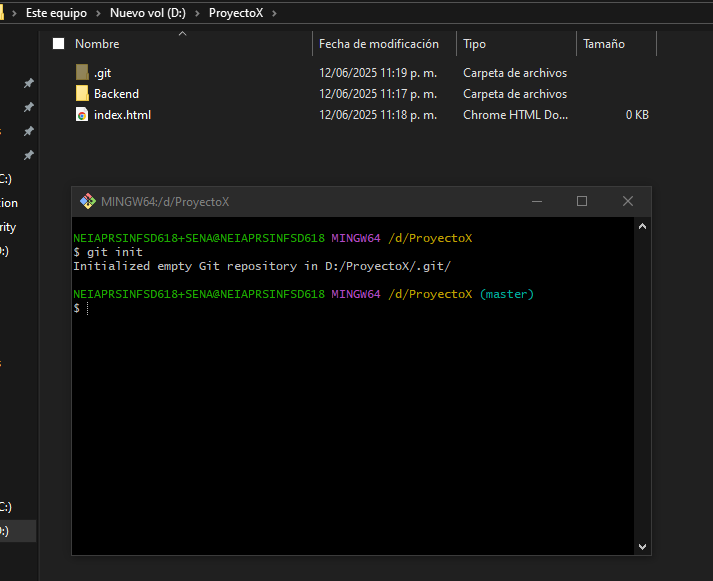 Este equipo > Nuevo vol (D:) > ProyectoX >
Nombre Fecha de modificación Tipo Tamaño
.git 12/06/2025 11:19 p. m. Carpeta de archivos
Backend 12/06/2025 11:17 p. m. Carpeta de archivos
index.html 12/06/2025 11:18 p. m. Chrome HTML Do... 0 KB
C:)
ion
rity
):)
MINGW64:/d/ProyectoX
NEIAPRSINFSD618+SENA@NEIAPRSINFSD618 MINGW64 /d/ProyectoX
$ git init
Initialized empty Git repository in D:/ProyectoX/.git/
NEIAPRSINFSD618+SENA@NEIAPRSINFSD618 MINGW64 /d/ProyectoX (master)
$
C:)
):)